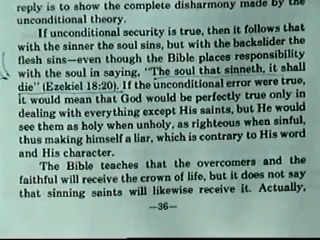 reply is to show the complete disharmony made by the
unconditional theory.
If unconditional security is true, then it follows that
with the sinner the soul sins, but with the backslider the
flesh sins—even though the Bible places responsibility
with the soul in saying, "The soul that sinneth, it shall
die" (Ezekiel 18:20). If the unconditional error were true,
it would mean that God would be perfectly true only in
dealing with everything except His saints, but He would
see them as holy when unholy, as righteous when sinful,
thus making himself a liar, which is contrary to His word
and His character.
The Bible teaches that the overcomers and the
faithful will receive the crown of life, but it does not say
that sinning saints will likewise receive it. Actually,
—36—